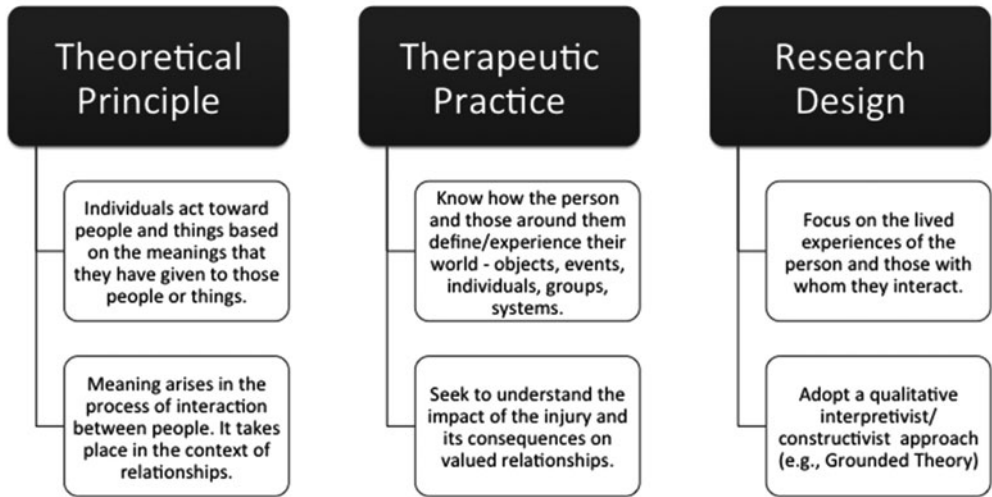 Theoretical
Principle
Individuals act toward
people and things based
on the meanings that
they have given to those
people or things.
Meaning arises in the
process of interaction
between people. It takes
place in the context of
relationships.
Therapeutic
Practice
Know how the person
and those around them
define/experience their
world - objects, events,
individuals, groups,
systems.
Seek to understand the
impact of the injury and
its consequences on
valued relationships.
Research
Design
Focus on the lived
experiences of the
person and those with
whom they interact.
Adopt a qualitative
interpretivist/
constructivist approach
(e.g., Grounded Theory)